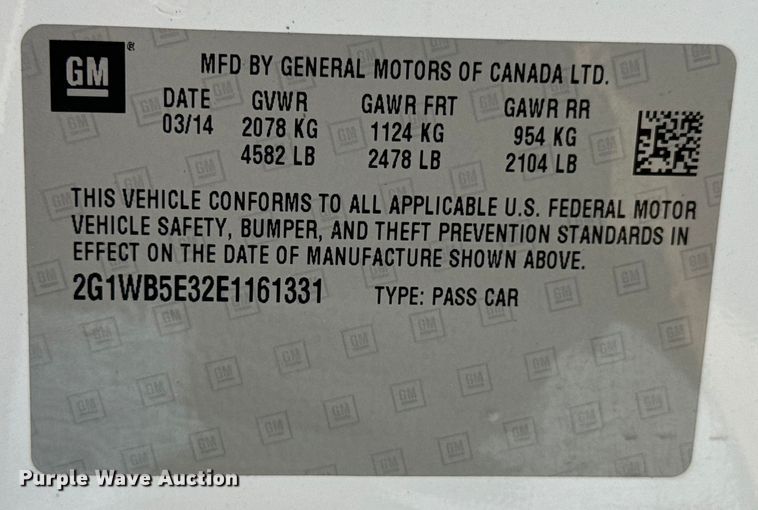 GM ®
MFD BY GENERAL MOTORS OF CANADA LTD.
DATE GVWR GAWR FRT GAWR RR
03/14 2078 KG 1124 KG 954 KG
4582 LB 2478 LB 2104 LB
THIS VEHICLE CONFORMS TO ALL APPLICABLE U.S. FEDERAL MOTOR
VEHICLE SAFETY, BUMPER, AND THEFT PREVENTION STANDARDS IN
EFFECT ON THE DATE OF MANUFACTURE SHOWN ABOVE.
2G1WB5E32E1161331 TYPE: PASS CAR
Purple Wave Auction